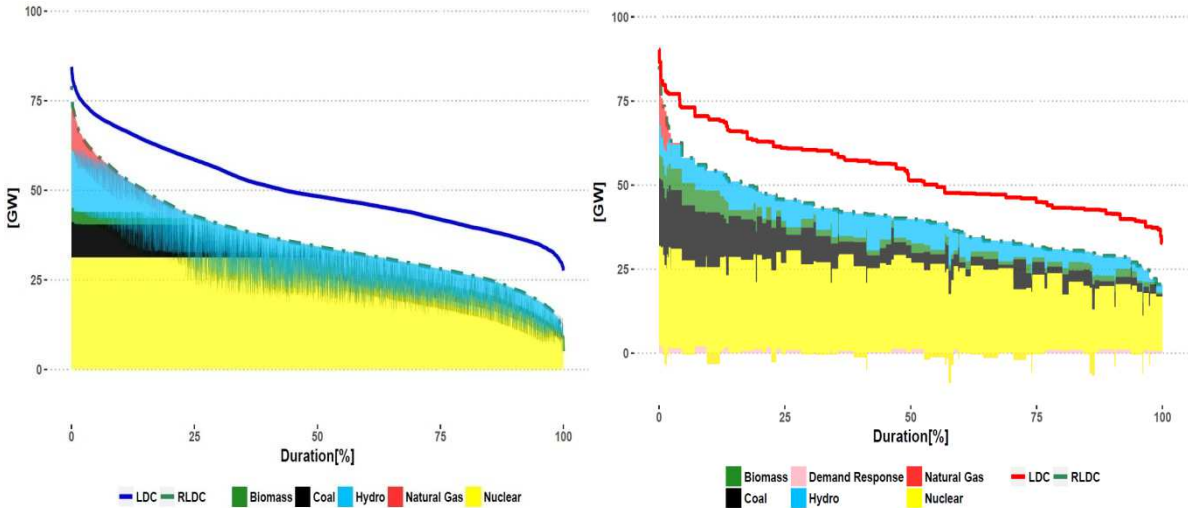 100-
75-
50-
25-
0-
[GW]
0 25 50 75 100
Duration[%]
LDC RLDC Biomass Coal Hydro Natural Gas Nuclear
100-
75-
50-
25-
0-
[GW]
0 25 50 75 100
Duration[%]
Biomass Demand Response Natural Gas LDC RLDC
Coal Hydro Nuclear